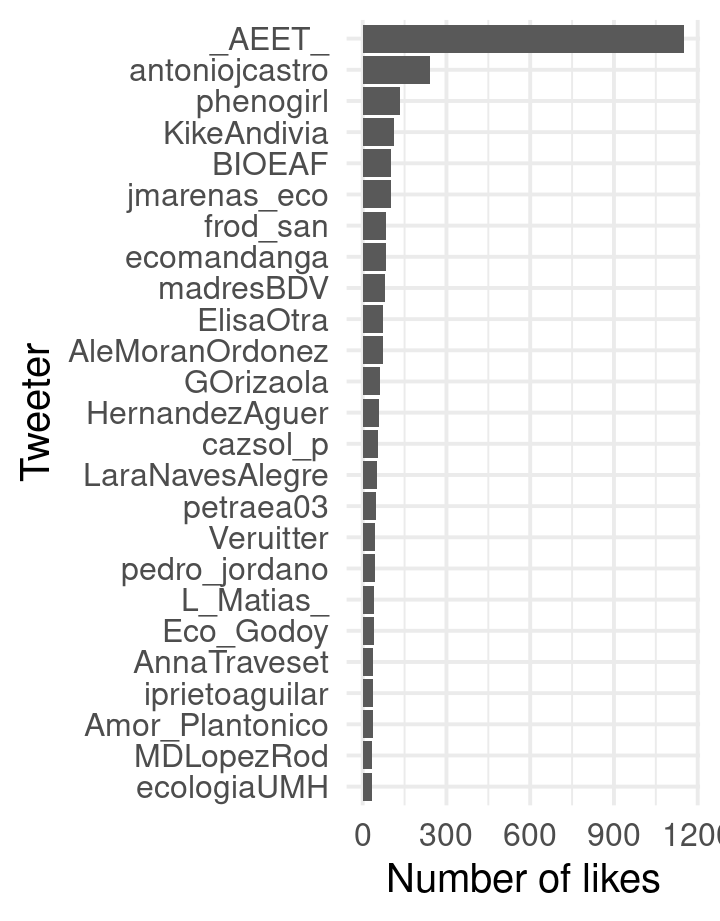 _AEET_
antoniojcastro
phenogirl
KikeAndivia
BIOEAF
jmarenas_eco
frod_san
ecomandanga
madresBDV
ElisaOtra
AleMoranOrdonez
GOrizaola
HernandezAguer
cazsol_p
LaraNavesAlegre
petraea03
Veruitter
pedro_jordano
L_Matias_
Eco_Godoy
AnnaTraveset
iprietoaguilar
Amor_Plantonico
MDLopezRod
ecologiaUMH
Tweeter
0 300 600 900 1200
Number of likes